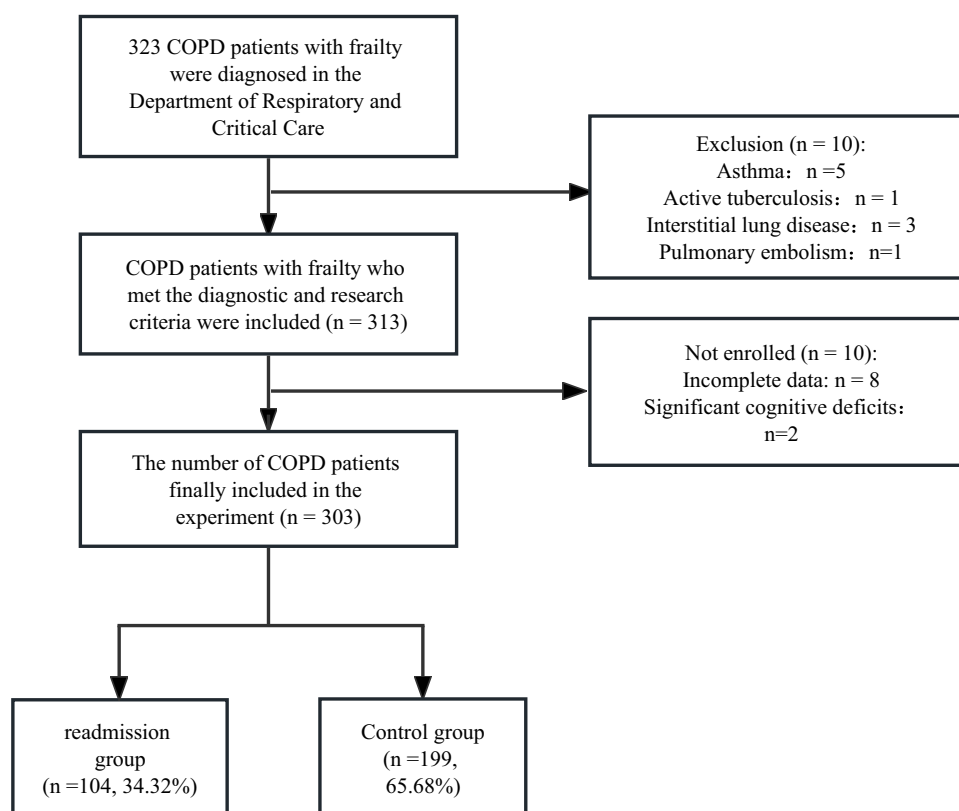 323 COPD patients with frailty
were diagnosed in the
Department of Respiratory and
Critical Care
Exclusion (n = 10):
Asthma：n =5
Active tuberculosis：n = 1
Interstitial lung disease：n = 3
Pulmonary embolism：n=1
COPD patients with frailty who
met the diagnostic and research
criteria were included (n = 313)
Not enrolled (n = 10):
Incomplete data: n = 8
Significant cognitive deficits：
n=2
The number of COPD patients
finally included in the
experiment (n = 303)
readmission
group
(n =104, 34.32%)
Control group
(n =199,
65.68%)